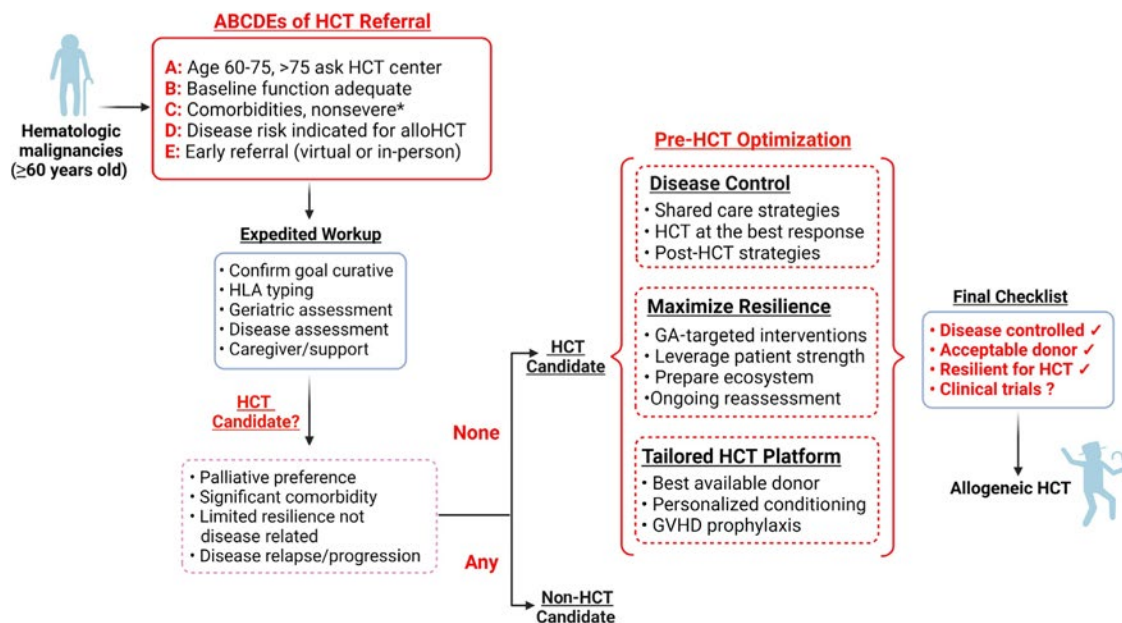 ABCDEs of HCT Referral
A: Age 60-75, >75 ask HCT center
B: Baseline function adequate
C: Comorbidities, nonsevere*
D: Disease risk indicated for alloHCT
E: Early referral (virtual or in-person)
Hematologic
malignancies
(≥60 years old)
Expedited Workup
• Confirm goal curative
• HLA typing
• Geriatric assessment
• Disease assessment
• Caregiver/support
HCT
Candidate?
• Palliative preference
• Significant comorbidity
• Limited resilience not
disease related
• Disease relapse/progression
None
Any
HCT
Candidate
Non-HCT
Candidate
Pre-HCT Optimization
Disease Control
• Shared care strategies
• HCT at the best response
• Post-HCT strategies
Maximize Resilience
• GA-targeted interventions
• Leverage patient strength
• Prepare ecosystem
•Ongoing reassessment
Tailored HCT Platform
• Best available donor
• Personalized conditioning
• GVHD prophylaxis
Final Checklist
• Disease controlled ✓
• Acceptable donor ✓
• Resilient for HCT ✓
• Clinical trials ?
Allogeneic HCT